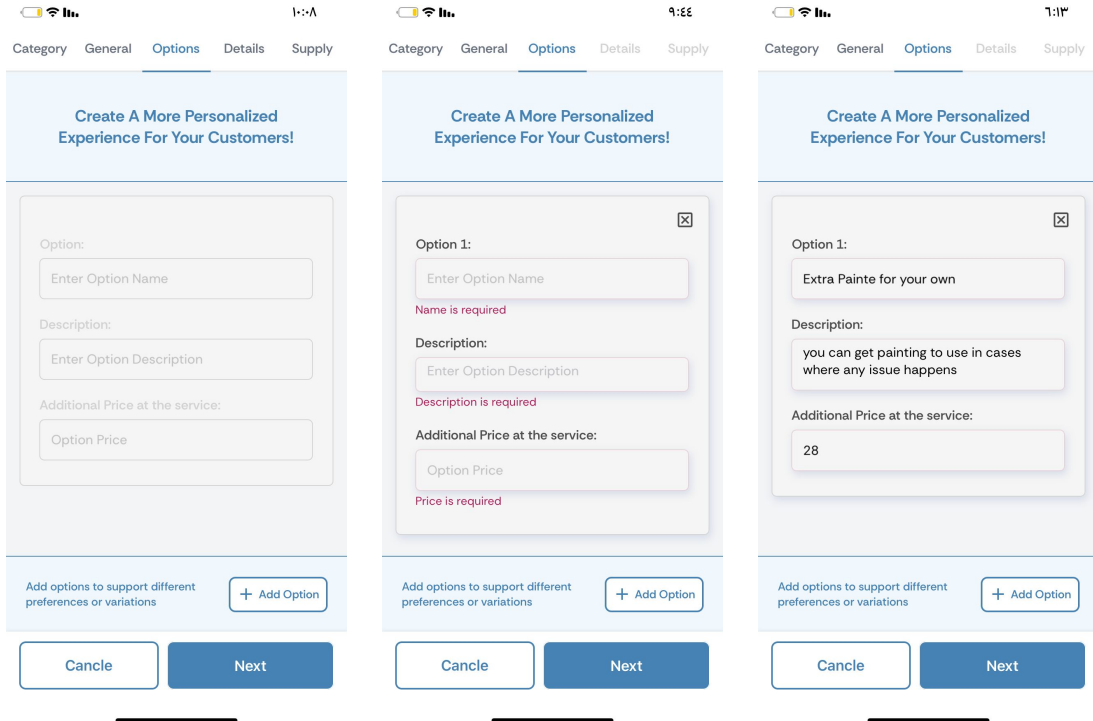 ١٠:٠٨
Category General Options Details Supply
Create A More Personalized
Experience For Your Customers!
Option:
Enter Option Name
Description:
Enter Option Description
Additional Price at the service:
Option Price
Add options to support different
preferences or variations
+ Add Option
Cancle Next
٩:٤٤
Category General Options Details Supply
Create A More Personalized
Experience For Your Customers!
Option 1:
Enter Option Name
Name is required
Description:
Enter Option Description
Description is required
Additional Price at the service:
Option Price
Price is required
Add options to support different
preferences or variations
+ Add Option
Cancle Next
٦:١٣
Category General Options Details Supply
Create A More Personalized
Experience For Your Customers!
Option 1:
Extra Painte for your own
Description:
you can get painting to use in cases
where any issue happens
Additional Price at the service:
28
Add options to support different
preferences or variations
+ Add Option
Cancle Next